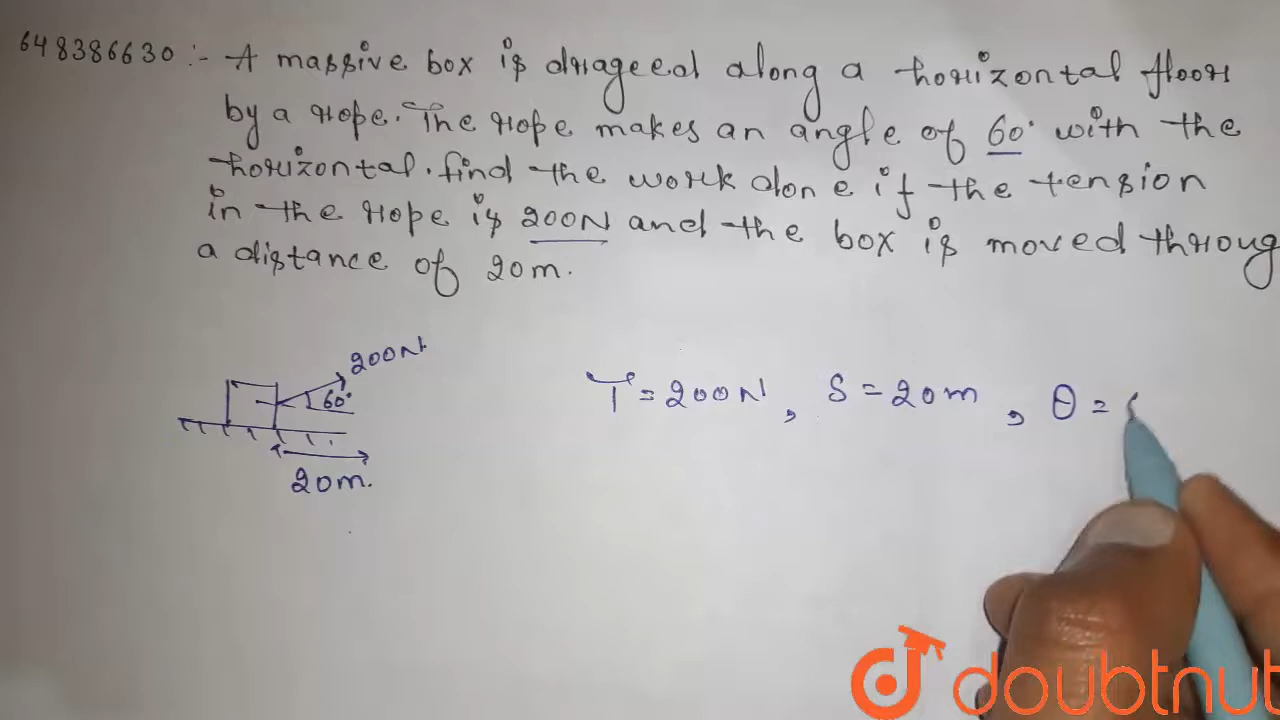 648386630:- A massive box is drageed along a horizontal floor
by a rope. The rope makes an angle of 60° with the
horizontal. find the work done if the tension
in the rope is 200N and the box is moved throug
a distance of 20m.
200N
60°
20m.
T = 200N, S = 20m, θ =
doubtnut